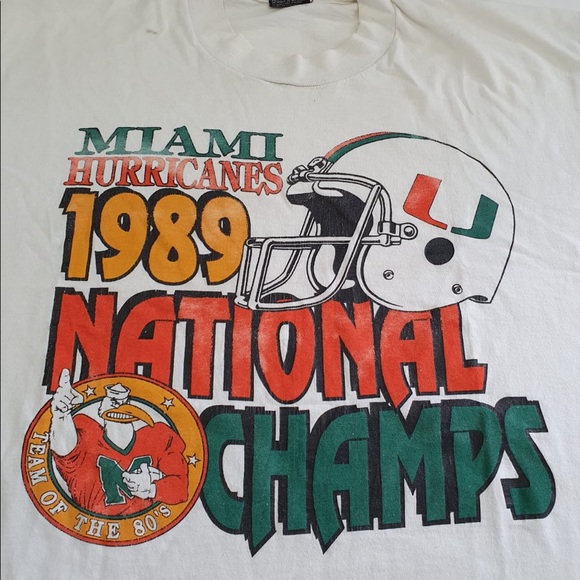 MIAMI
HURRICANES
1989
U
NATIONAL
CHAMPS
M
TEAM OF THE 80'S